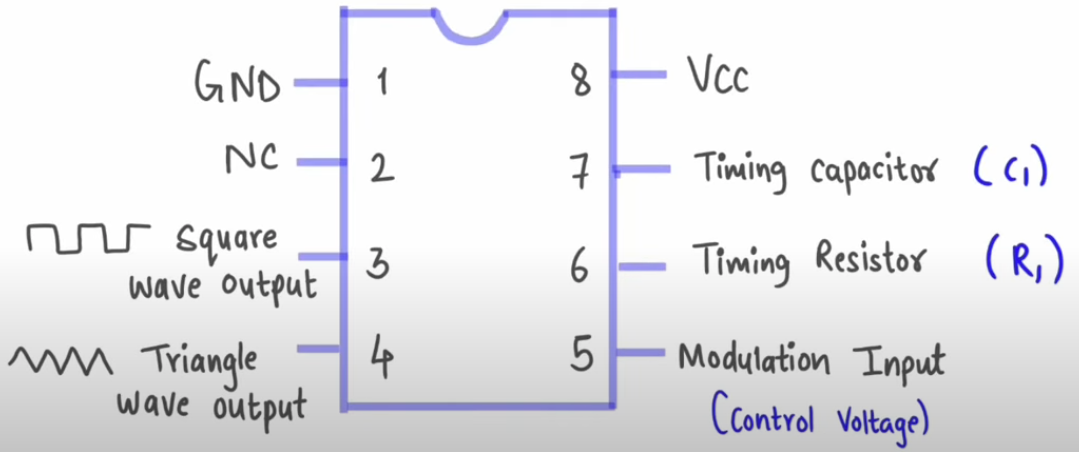 GND 1
NC 2
Square
wave output 3
Triangle
wave output 4
8 Vcc
7 Timing Capacitor (C1)
6 Timing Resistor (R1)
5 Modulation Input
(Control Voltage)